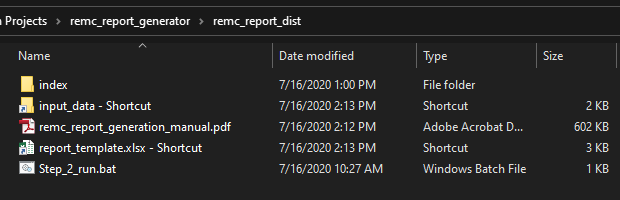 Projects > remc_report_generator > remc_report_dist
Name Date modified Type Size
index 7/16/2020 1:00 PM File folder
input_data - Shortcut 7/16/2020 2:13 PM Shortcut 2 KB
remc_report_generation_manual.pdf 7/16/2020 2:12 PM Adobe Acrobat D... 602 KB
report_template.xlsx - Shortcut 7/16/2020 2:13 PM Shortcut 3 KB
Step_2_run.bat 7/16/2020 10:27 AM Windows Batch File 1 KB